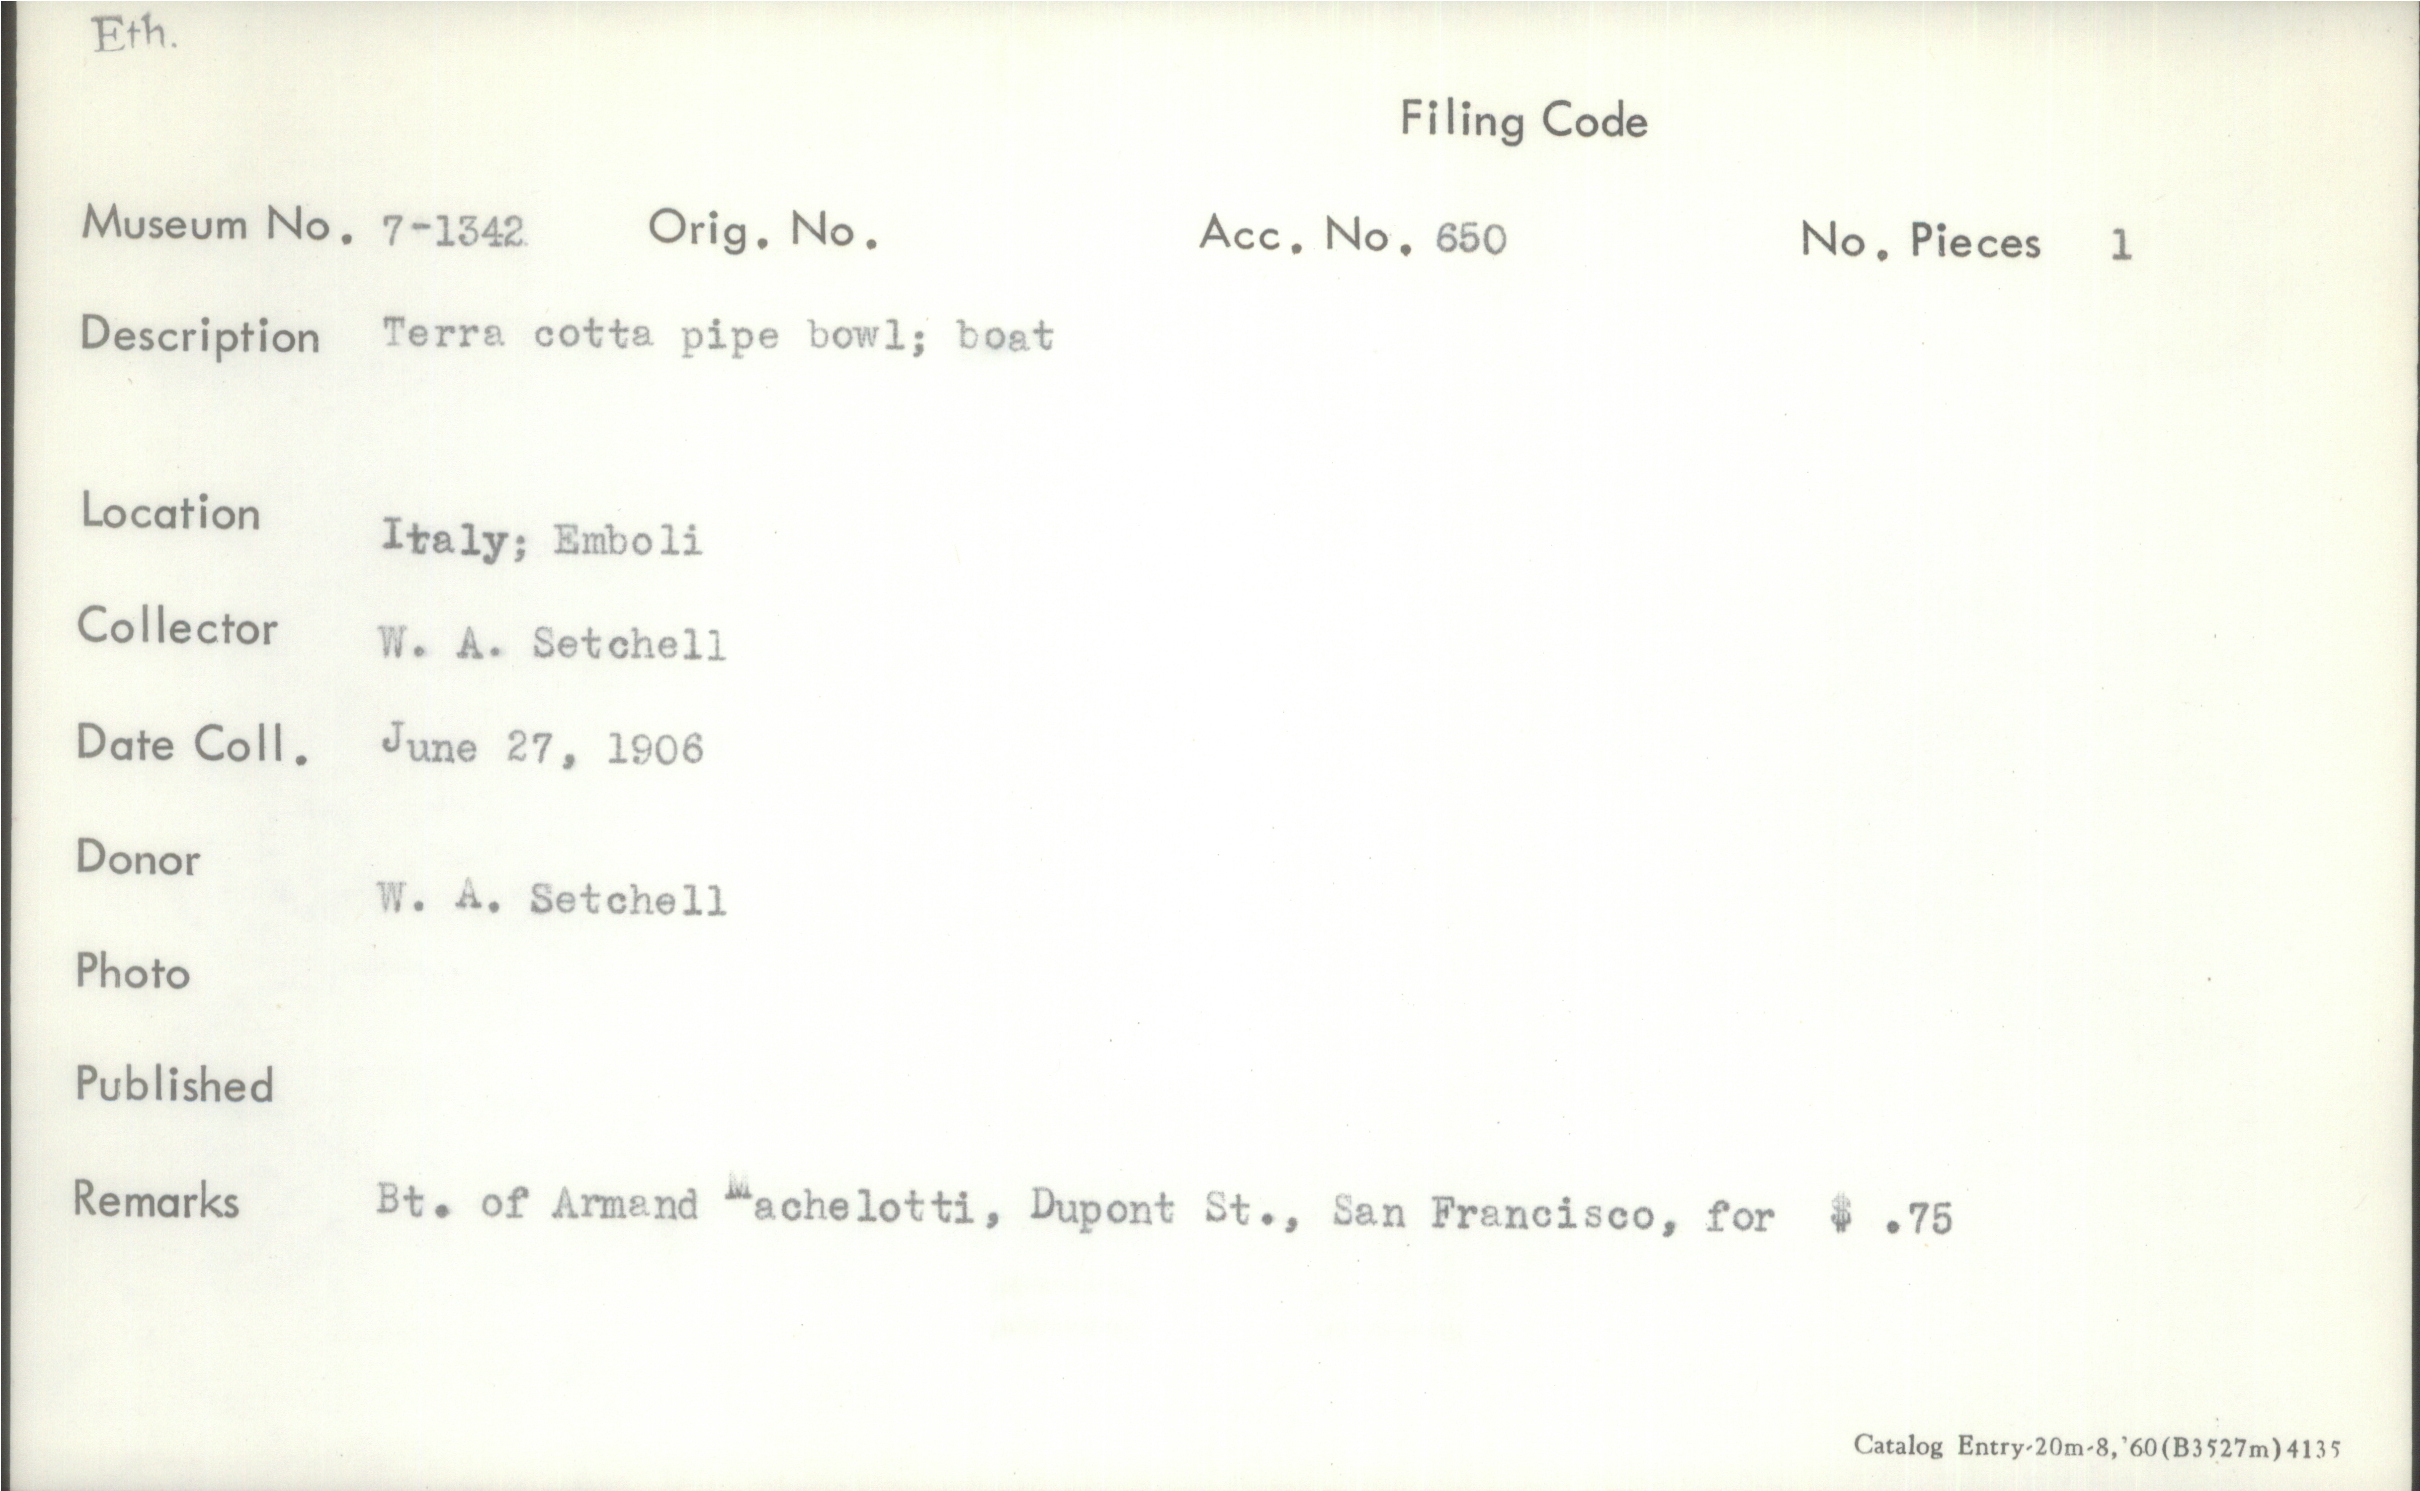 Eth.
Filing Code
Museum No. 7-1342 Orig. No. Acc. No. 650 No. Pieces 1
Description Terra cotta pipe bowl; boat
Location Italy; Emboli
Collector W. A. Setchell
Date Coll. June 27, 1906
Donor W. A. Setchell
Photo
Published
Remarks Bt. of Armand Machelotti, Dupont St., San Francisco, for $ .75
Catalog Entry-20m-8,'60(B3527m)4135